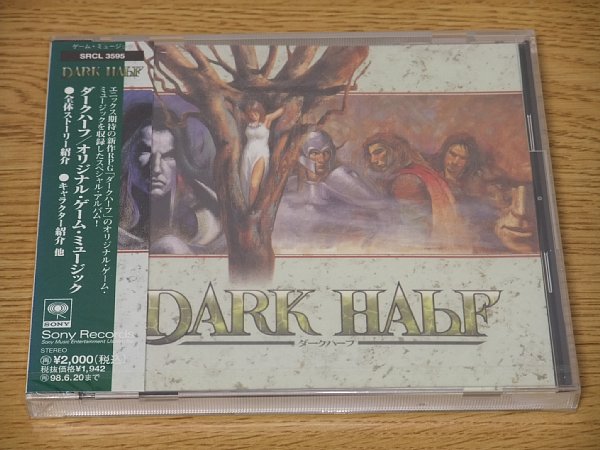 ゲーム・ミュージ
SRCL 3595
DARK HALF
エニックス期待の新作RPG「ダークハーフ」のオリジナル・ゲーム・
ミュージックを収録したスペシャル・アルバム!
ダークハーフ/オリジナル・ゲーム・ミュージック
●全体ストーリー紹介 ●キャラクター紹介 他
SONY
Sony Records
Sony Music Entertainment
STEREO
¥2,000(税込)
税抜価格¥1,942
98.6.20まで
DARK HALF
ダークハーフ